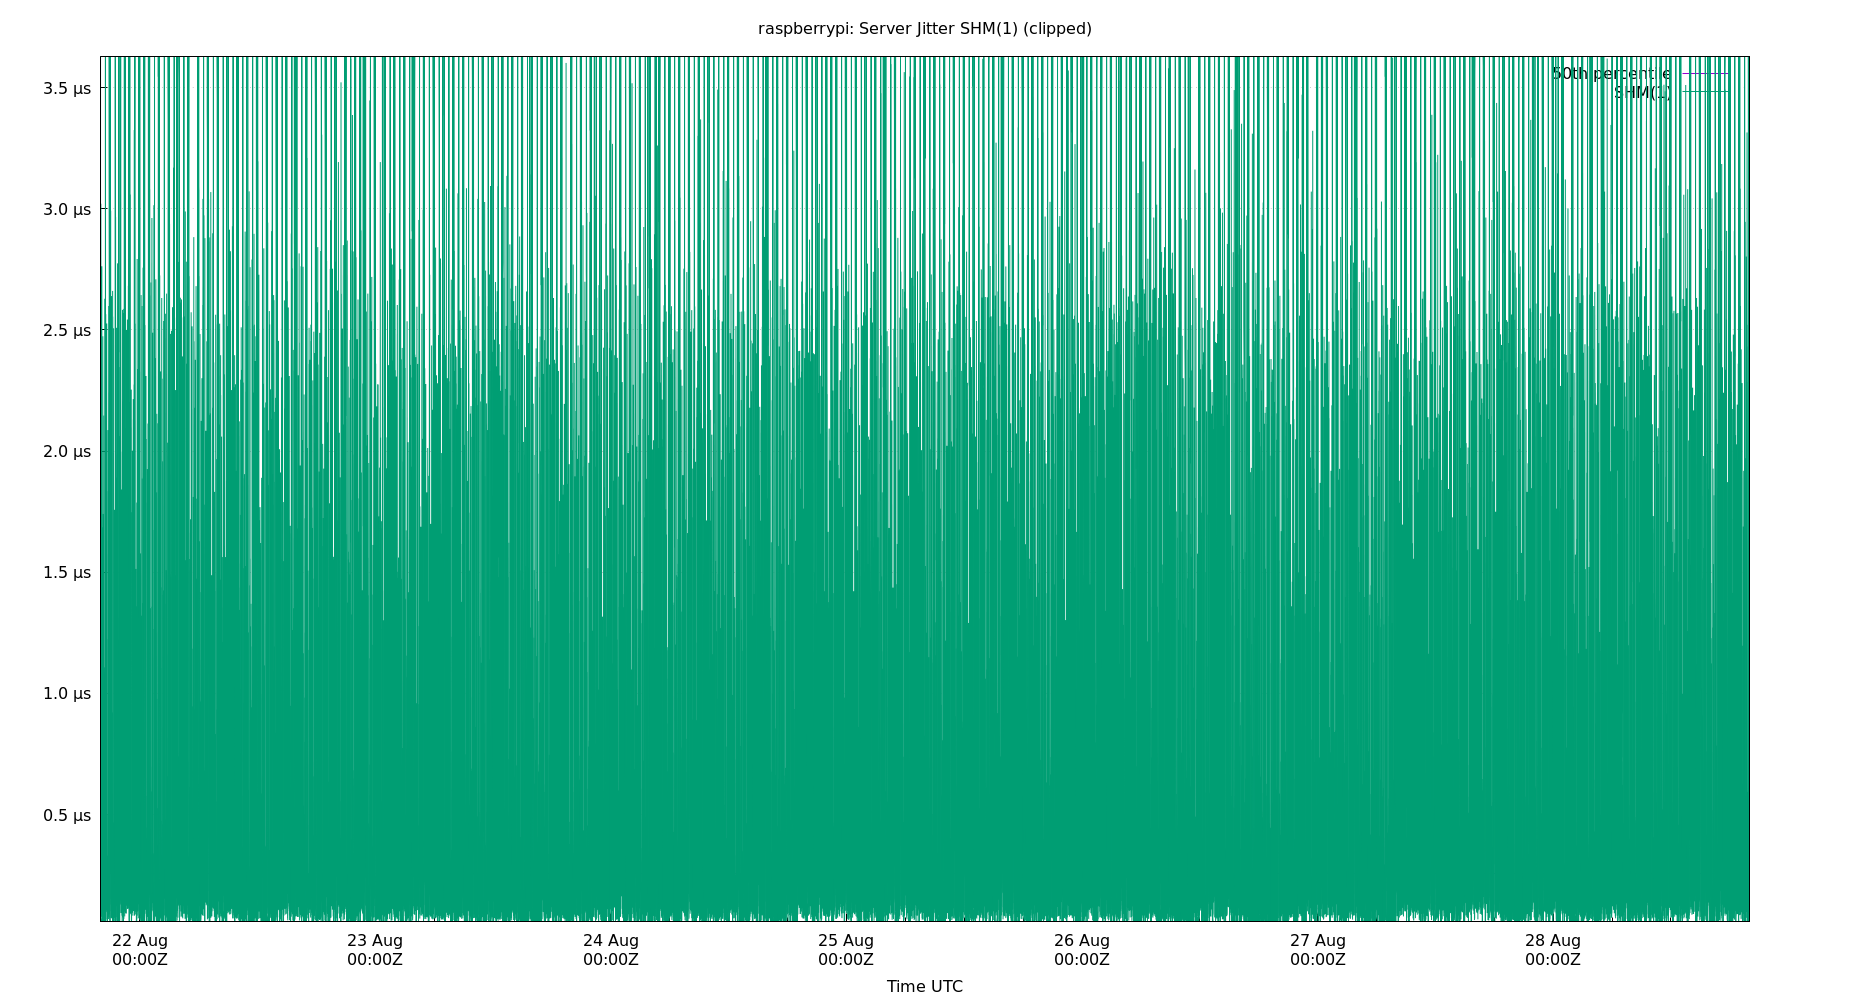 raspberrypi: Server Jitter SHM(1) (clipped)
50th percentile
SHM(1)
3.5 μs
3.0 μs
2.5 μs
2.0 μs
1.5 μs
1.0 μs
0.5 μs
22 Aug 23 Aug 24 Aug 25 Aug 26 Aug 27 Aug 28 Aug
00:00Z 00:00Z 00:00Z 00:00Z 00:00Z 00:00Z 00:00Z
Time UTC